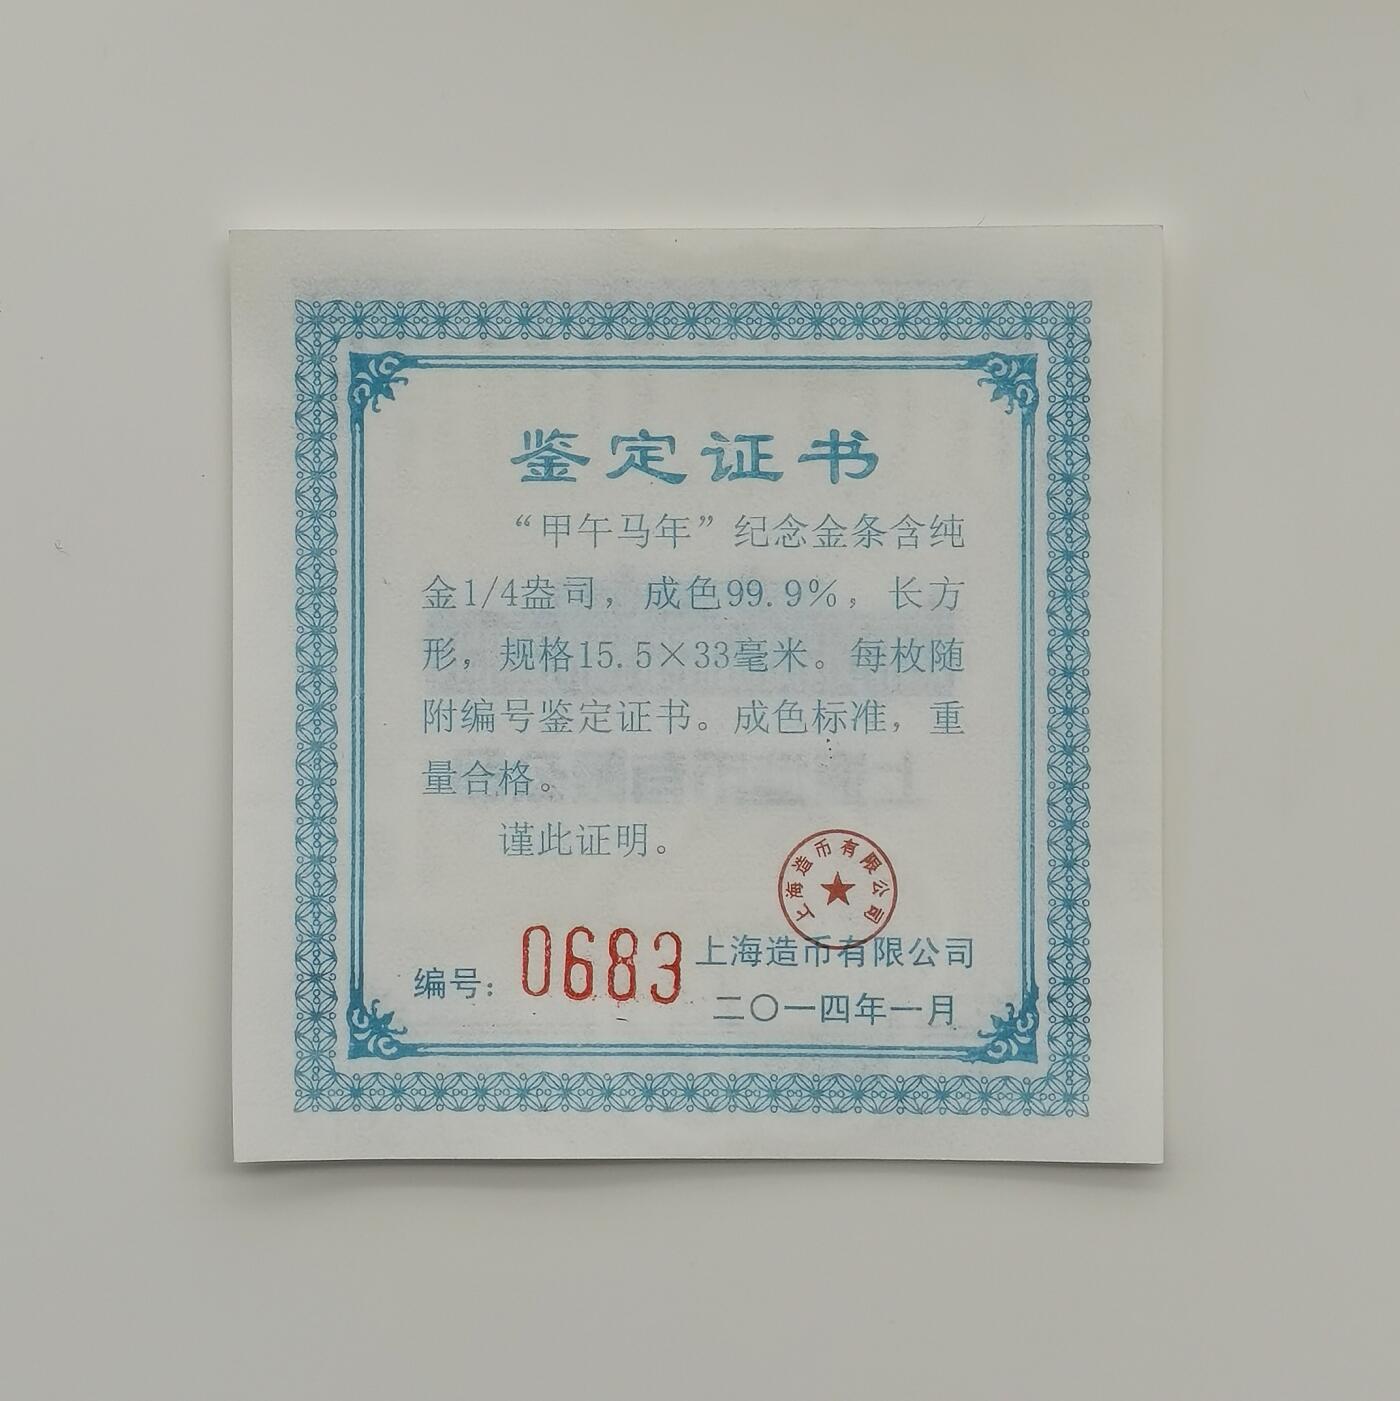 鉴定证书
“甲午马年”纪念金条含纯
金1/4盎司，成色99.9%，长方
形，规格15.5×33毫米。每枚随
附编号鉴定证书。成色标准，重
量合格。
谨此证明。
上海造币有限公司
编号：0683
上海造币有限公司
二〇一四年一月